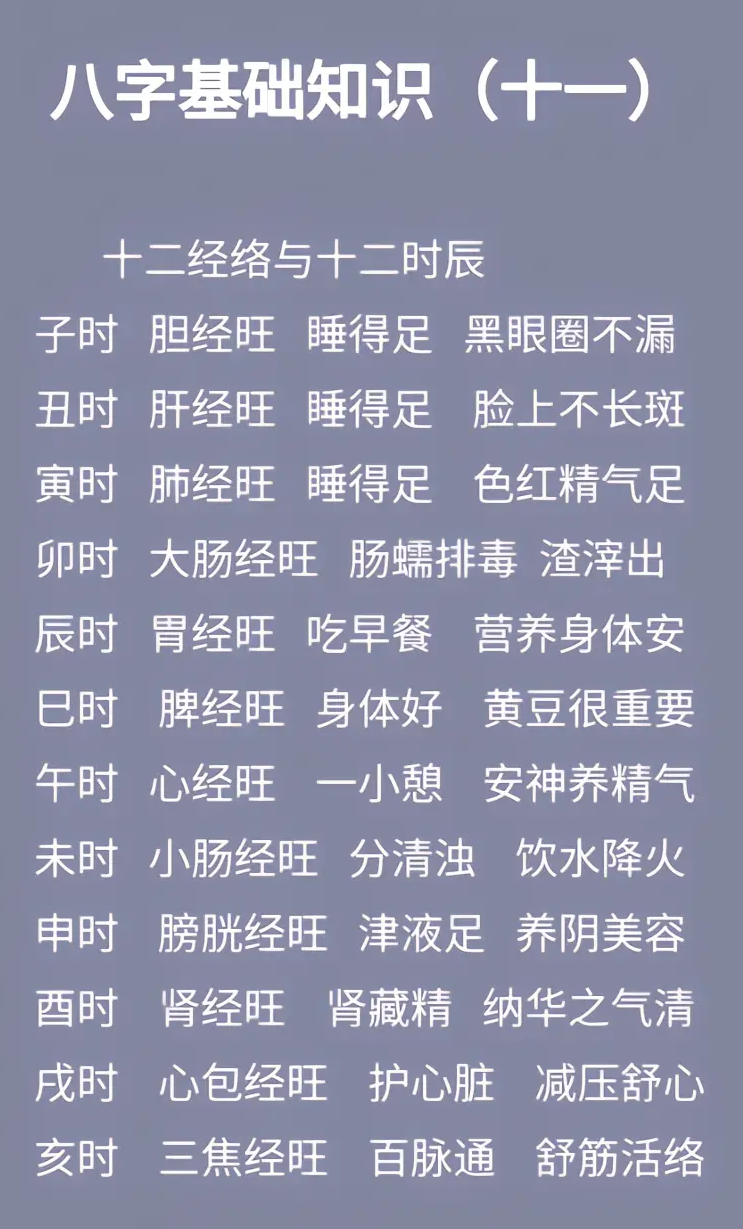 八字基础知识（十一）
十二经络与十二时辰
子时 胆经旺 睡得足 黑眼圈不漏
丑时 肝经旺 睡得足 脸上不长斑
寅时 肺经旺 睡得足 色红精气足
卯时 大肠经旺 肠蠕排毒 渣滓出
辰时 胃经旺 吃早餐 营养身体安
巳时 脾经旺 身体好 黄豆很重要
午时 心经旺 一小憩 安神养精气
未时 小肠经旺 分清浊 饮水降火
申时 膀胱经旺 津液足 养阴美容
酉时 肾经旺 肾藏精 纳华之气清
戌时 心包经旺 护心脏 减压舒心
亥时 三焦经旺 百脉通 舒筋活络